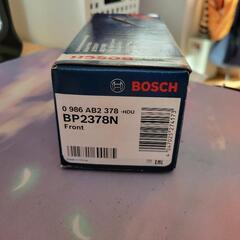 BOSCH
0 986 AB2 378 -HDU
BP2378N
Front